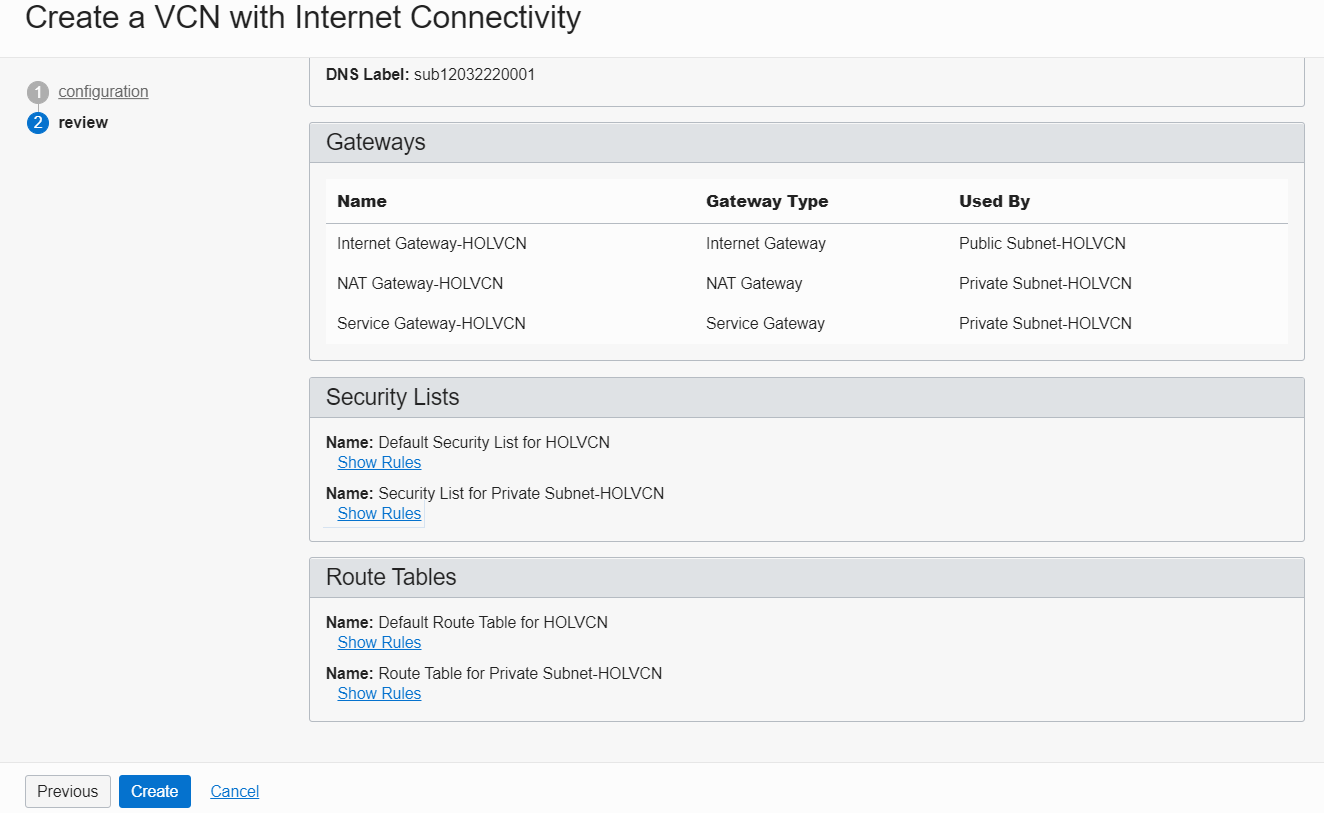 Create a VCN with Internet Connectivity
1 configuration
2 review
DNS Label: sub12032220001
Gateways
Name Gateway Type Used By
Internet Gateway-HOLVCN Internet Gateway Public Subnet-HOLVCN
NAT Gateway-HOLVCN NAT Gateway Private Subnet-HOLVCN
Service Gateway-HOLVCN Service Gateway Private Subnet-HOLVCN
Security Lists
Name: Default Security List for HOLVCN
Show Rules
Name: Security List for Private Subnet-HOLVCN
Show Rules
Route Tables
Name: Default Route Table for HOLVCN
Show Rules
Name: Route Table for Private Subnet-HOLVCN
Show Rules
Previous Create Cancel